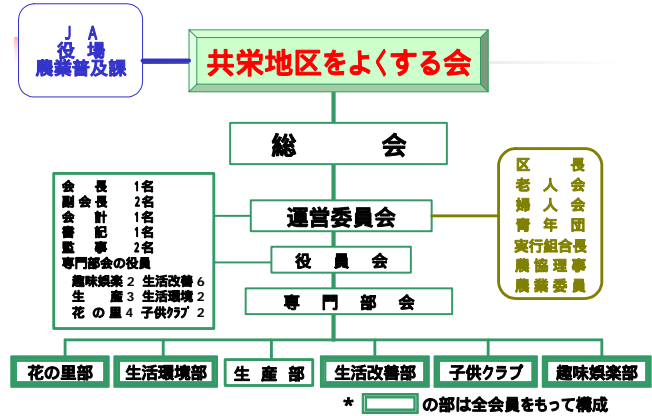 JA
役場
農業普及課
共栄地区をよくする会
総会
会長 1名
副会長 2名
会計 1名
書記 1名
監事 2名
専門部会の役員
趣味娯楽2 生活改善6
生産3 生活環境2
花の里4 子供クラブ2
運営委員会
区長
老人会
婦人会
青年団
実行組合長
農協理事
農業委員
役員会
専門部会
花の里部
生活環境部
生産部
生活改善部
子供クラブ
趣味娯楽部
* の部は全会員をもって構成